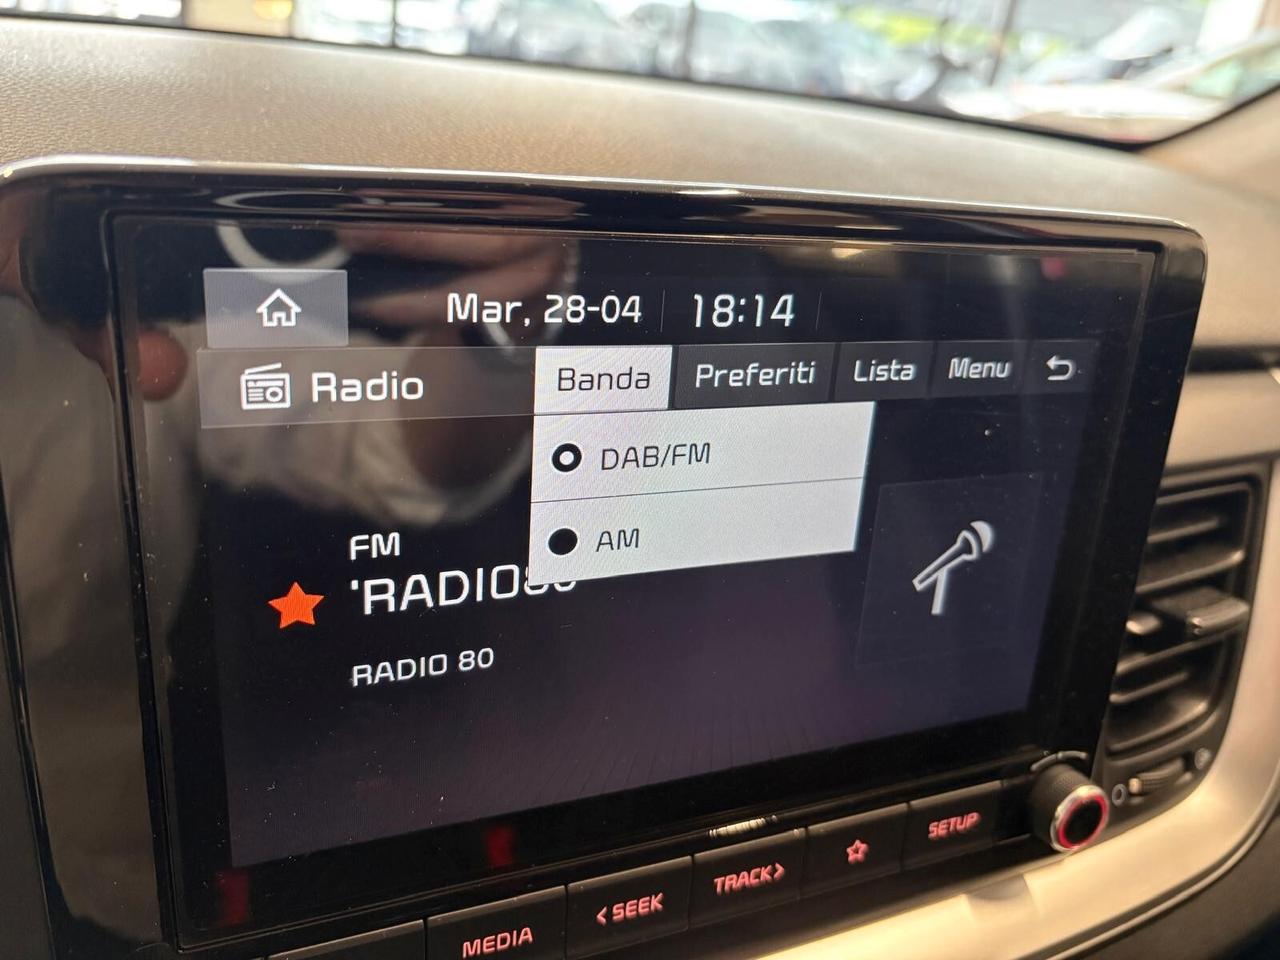 Mar, 28-04 18:14
Radio Banda Preferiti Lista Menu
DAB/FM
AM
FM
'RADIO80
RADIO 80
MEDIA <SEEK TRACK> SETUP